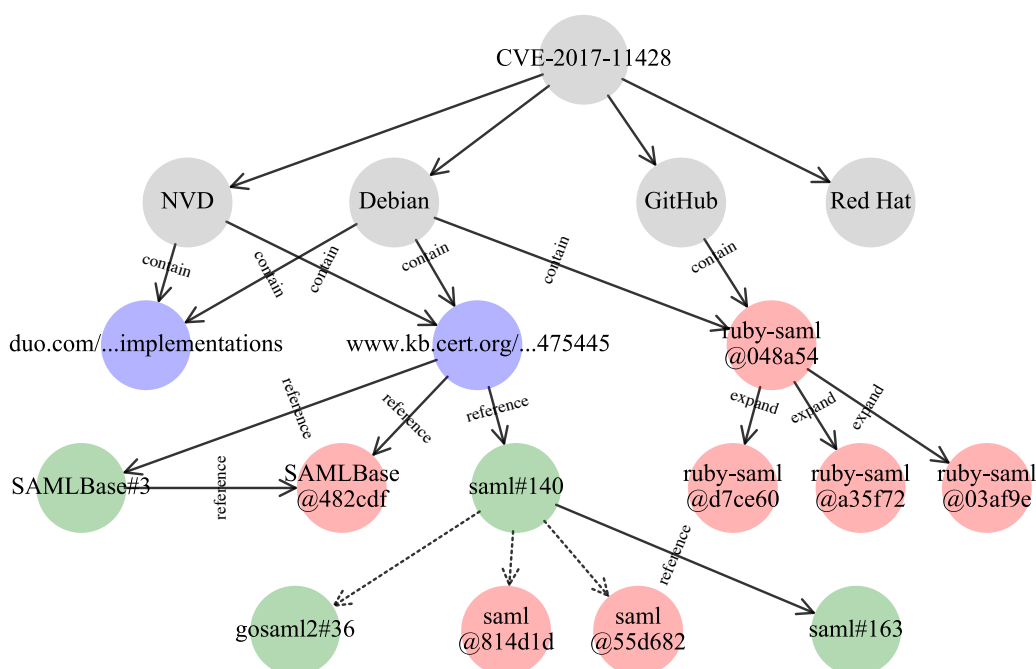 CVE-2017-11428
NVD
Debian
GitHub
Red Hat
contain
contain
contain
contain
contain
contain
duo.com/...implementations
www.kb.cert.org/...475445
ruby-saml
@048a54
reference
reference
reference
expand
expand
expand
SAMLBase#3
reference
SAMLBase
@482cdf
saml#140
ruby-saml
@d7ce60
ruby-saml
@a35f72
ruby-saml
@03af9e
reference
gosaml2#36
saml
@814d1d
saml
@55d682
saml#163